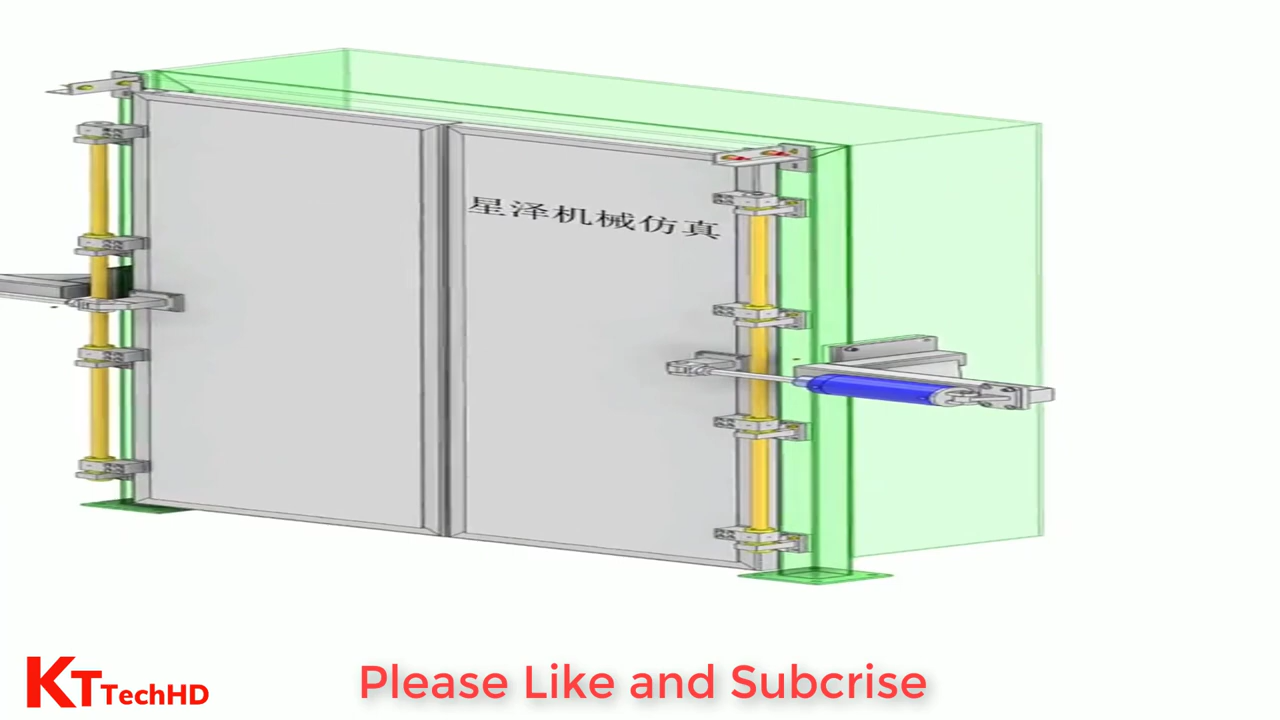 星泽机械仿真
KT TechHD
Please Like and Subcrise